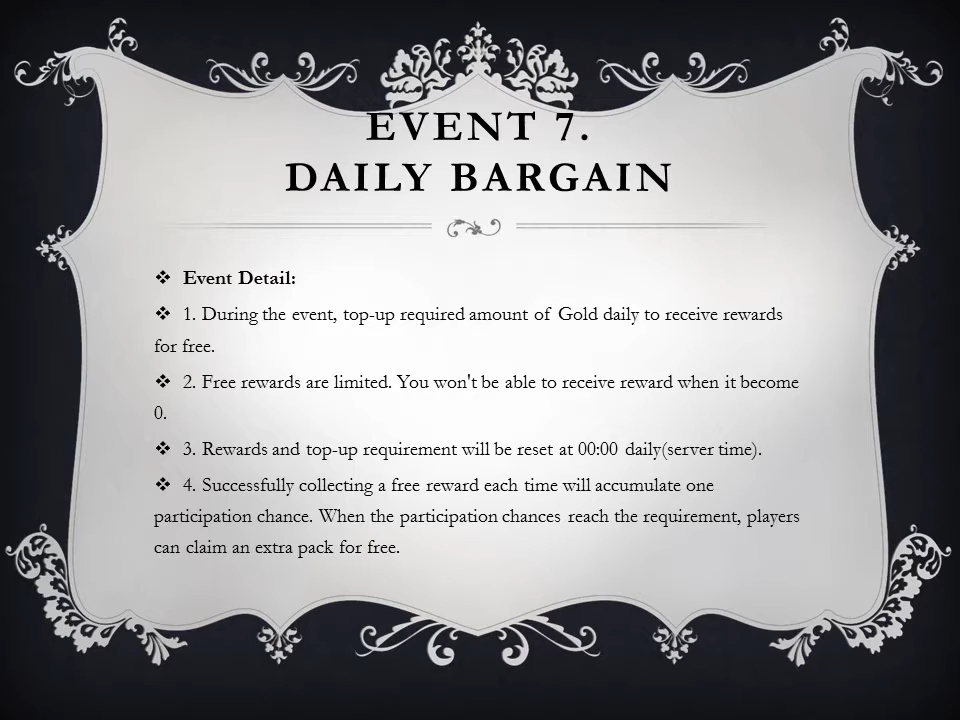 EVENT 7.
DAILY BARGAIN
❖ Event Detail:
❖ 1. During the event, top-up required amount of Gold daily to receive rewards
for free.
❖ 2. Free rewards are limited. You won't be able to receive reward when it become
0.
❖ 3. Rewards and top-up requirement will be reset at 00:00 daily(server time).
❖ 4. Successfully collecting a free reward each time will accumulate one
participation chance. When the participation chances reach the requirement, players
can claim an extra pack for free.